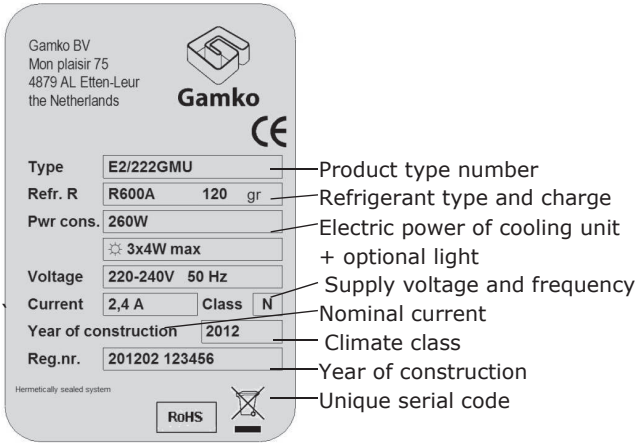 Gamko BV
Mon plaisir 75
4879 AL Etten-Leur
the Netherlands
Gamko
CE
Type E2/222GMU
Product type number
Refr. R R600A 120 gr
Refrigerant type and charge
Pwr cons. 260W
Electric power of cooling unit
3x4W max
+ optional light
Voltage 220-240V 50 Hz
Supply voltage and frequency
Current 2,4 A Class N
Nominal current
Year of construction 2012
Climate class
Reg.nr. 201202 123456
Year of construction
Hermetically sealed system
RoHS
Unique serial code